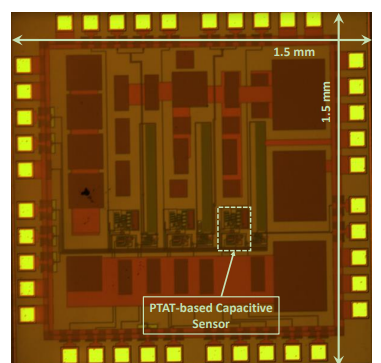 1.5 mm
1.5 mm
PTAT-based Capacitive
Sensor